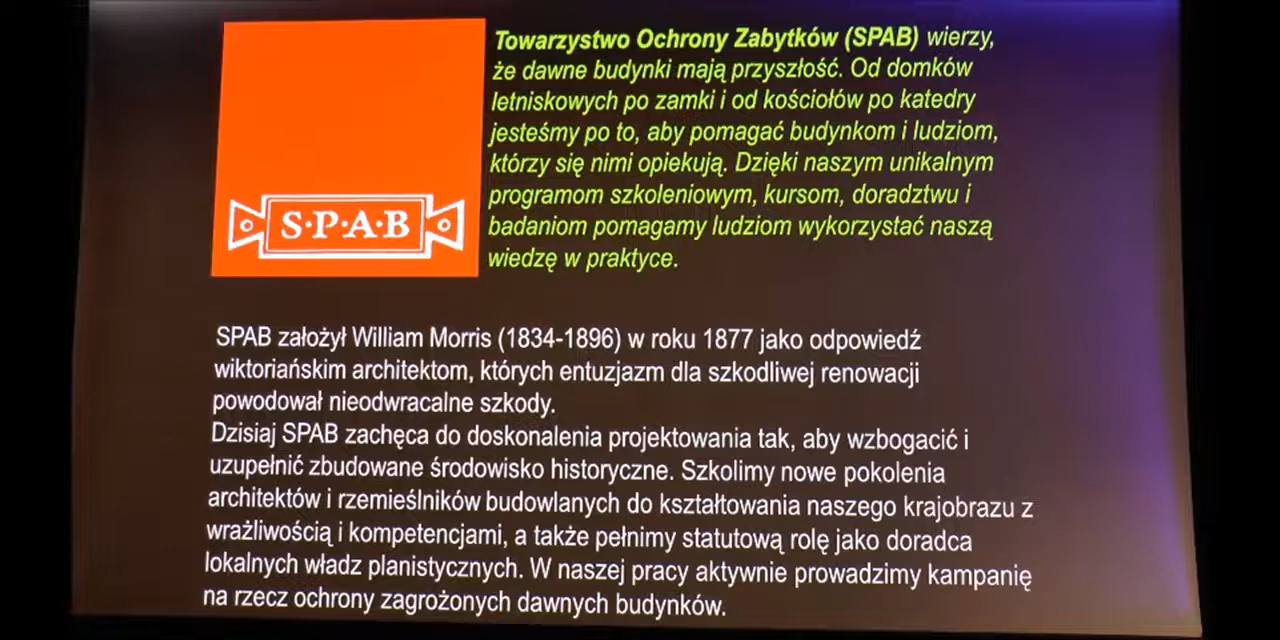 Towarzystwo Ochrony Zabytków (SPAB) wierzy,
że dawne budynki mają przyszłość. Od domków
letniskowych po zamki i od kościołów po katedry
jesteśmy po to, aby pomagać budynkom i ludziom,
którzy się nimi opiekują. Dzięki naszym unikalnym
programom szkoleniowym, kursom, doradztwu i
badaniom pomagamy ludziom wykorzystać naszą
wiedzę w praktyce.
S·P·A·B
SPAB założył William Morris (1834-1896) w roku 1877 jako odpowiedź
wiktoriańskim architektom, których entuzjazm dla szkodliwej renowacji
powodował nieodwracalne szkody.
Dzisiaj SPAB zachęca do doskonalenia projektowania tak, aby wzbogacić i
uzupełnić zbudowane środowisko historyczne. Szkolimy nowe pokolenia
architektów i rzemieślników budowlanych do kształtowania naszego krajobrazu z
wrażliwością i kompetencjami, a także pełnimy statutową rolę jako doradca
lokalnych władz planistycznych. W naszej pracy aktywnie prowadzimy kampanię
na rzecz ochrony zagrożonych dawnych budynków.